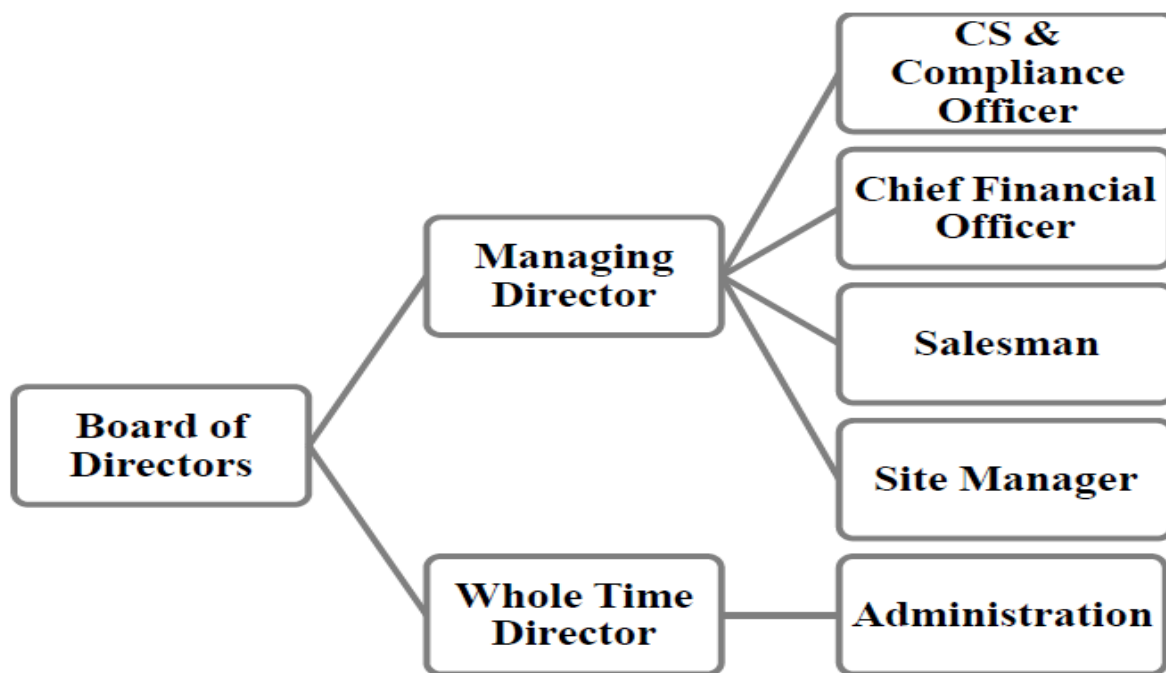 CS &
Compliance
Officer
Chief Financial
Officer
Managing
Director
Salesman
Board of
Directors
Site Manager
Whole Time
Director
Administration